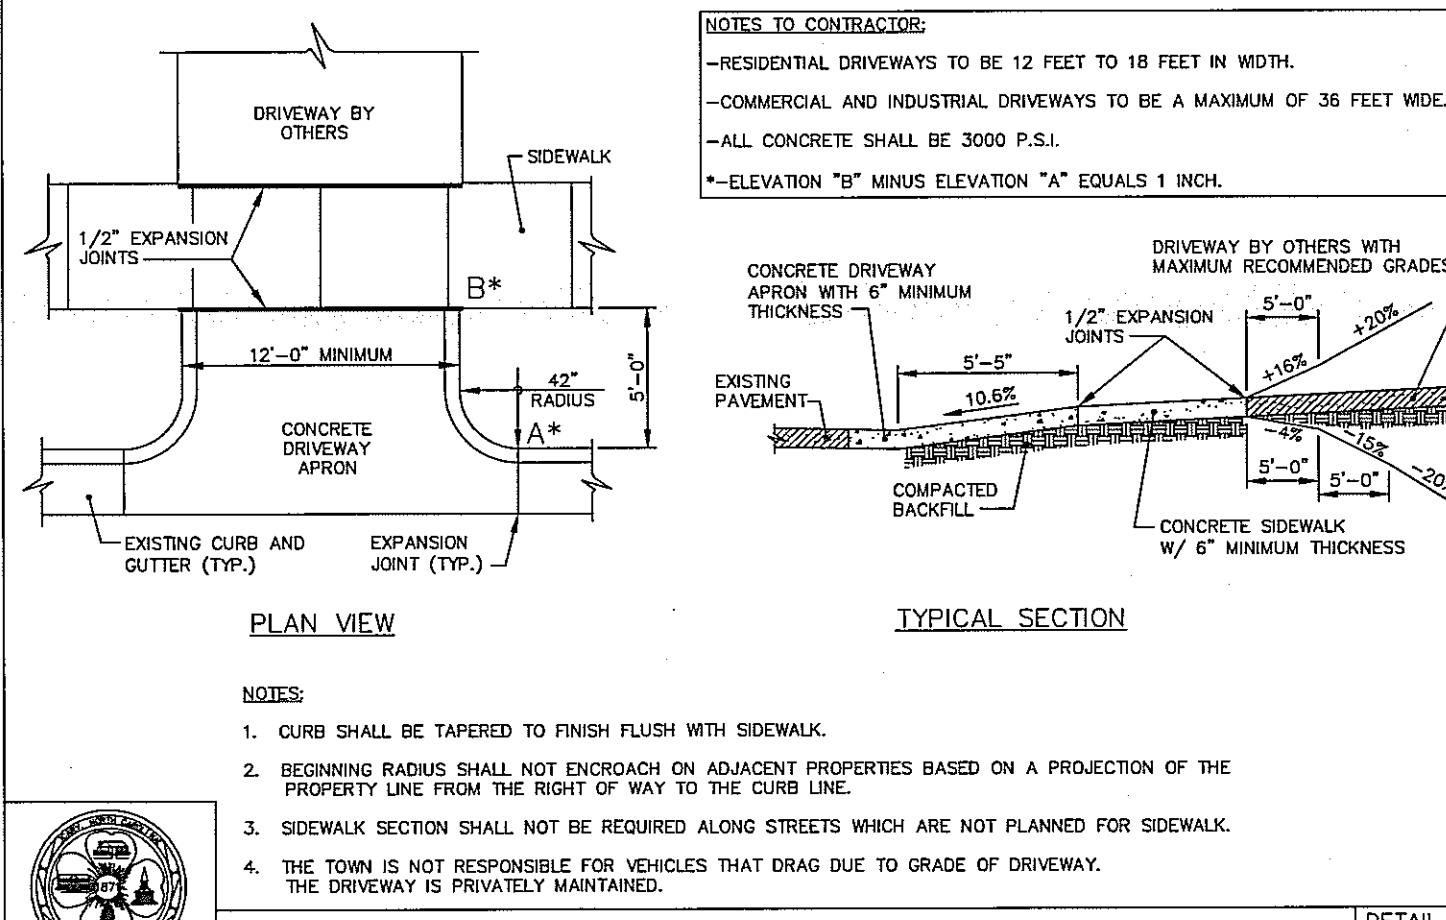 NOTES TO CONTRACTOR:
-RESIDENTIAL DRIVEWAYS TO BE 12 FEET TO 18 FEET IN WIDTH.
-COMMERCIAL AND INDUSTRIAL DRIVEWAYS TO BE A MAXIMUM OF 36 FEET WIDE.
-ALL CONCRETE SHALL BE 3000 P.S.I.
*-ELEVATION "B" MINUS ELEVATION "A" EQUALS 1 INCH.
DRIVEWAY BY
OTHERS
SIDEWALK
1/2" EXPANSION
JOINTS
B*
12'-0" MINIMUM
5'-0"
42"
RADIUS
A*
CONCRETE
DRIVEWAY
APRON
EXISTING CURB AND
GUTTER (TYP.)
EXPANSION
JOINT (TYP.)
PLAN VIEW
CONCRETE DRIVEWAY
APRON WITH 6" MINIMUM
THICKNESS
DRIVEWAY BY OTHERS WITH
MAXIMUM RECOMMENDED GRADES
1/2" EXPANSION
JOINTS
5'-0"
+20%
+16%
5'-5"
10.6%
EXISTING
PAVEMENT
-4%
-15%
-20
5'-0"
5'-0"
COMPACTED
BACKFILL
CONCRETE SIDEWALK
W/ 6" MINIMUM THICKNESS
TYPICAL SECTION
NOTES:
1. CURB SHALL BE TAPERED TO FINISH FLUSH WITH SIDEWALK.
2. BEGINNING RADIUS SHALL NOT ENCROACH ON ADJACENT PROPERTIES BASED ON A PROJECTION OF THE
PROPERTY LINE FROM THE RIGHT OF WAY TO THE CURB LINE.
3. SIDEWALK SECTION SHALL NOT BE REQUIRED ALONG STREETS WHICH ARE NOT PLANNED FOR SIDEWALK.
4. THE TOWN IS NOT RESPONSIBLE FOR VEHICLES THAT DRAG DUE TO GRADE OF DRIVEWAY.
THE DRIVEWAY IS PRIVATELY MAINTAINED.
NORTH CAROLINA
1871
DETAIL